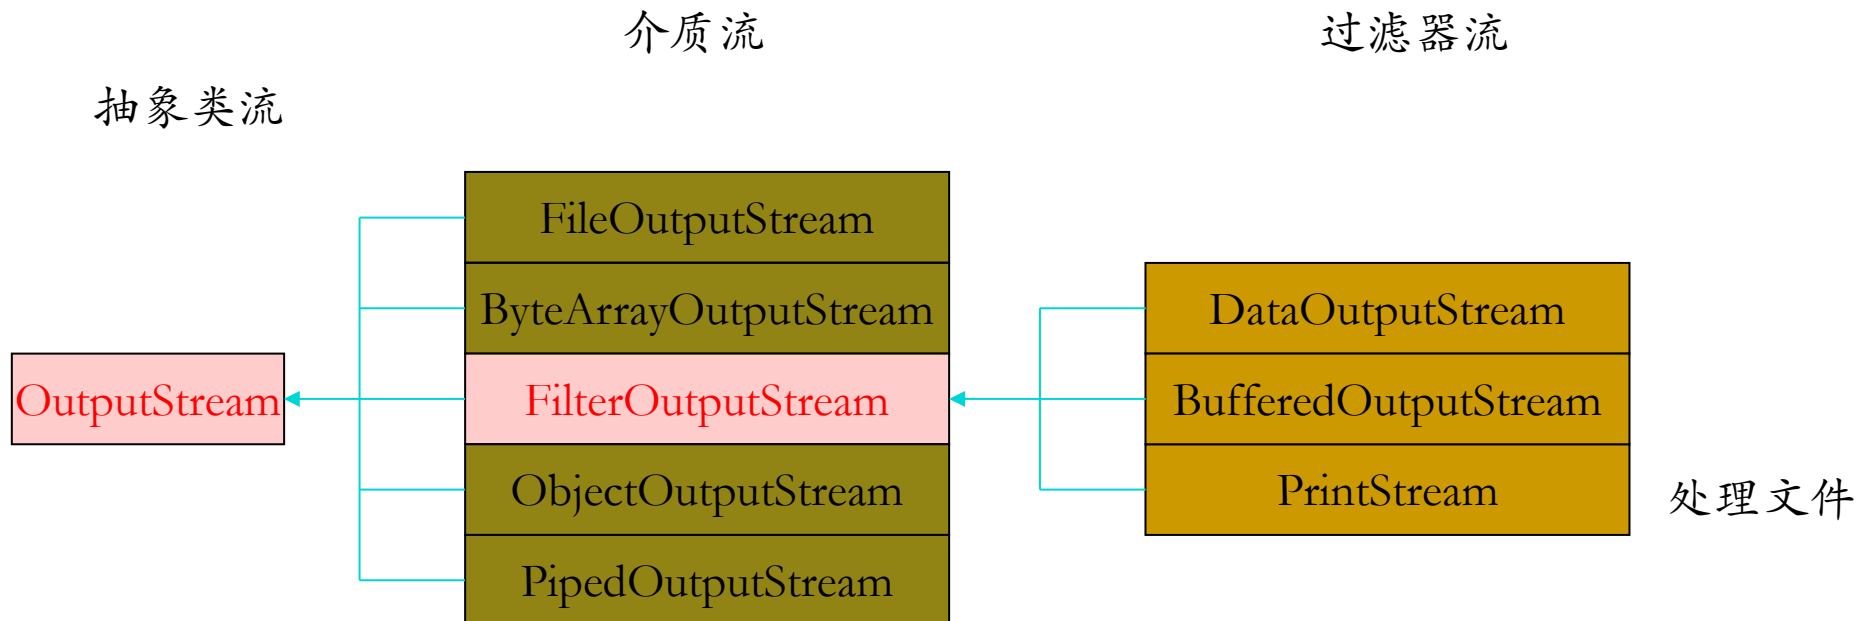 介质流
过滤器流
抽象类流
FileOutputStream
ByteArrayOutputStream
DataOutputStream
OutputStream
FilterOutputStream
BufferedOutputStream
ObjectOutputStream
PrintStream
处理文件
PipedOutputStream